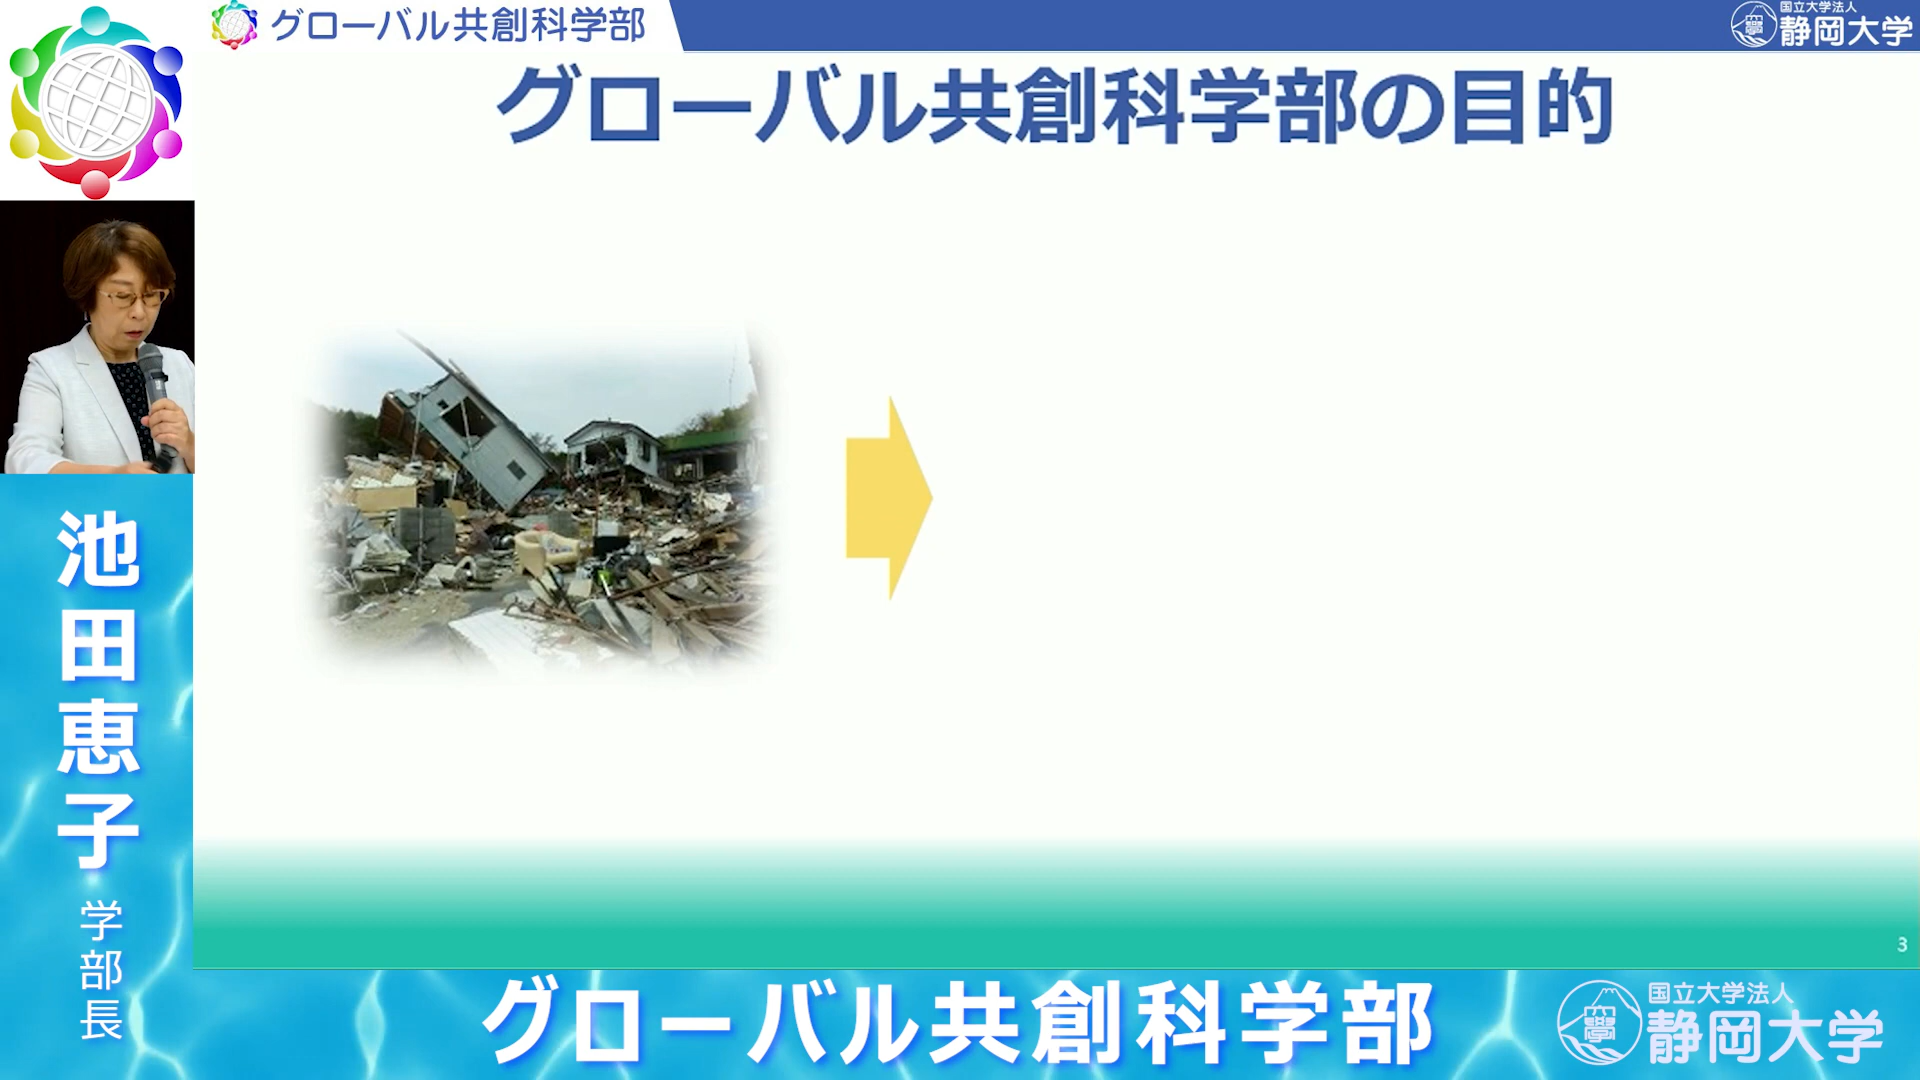 グローバル共創科学部
国立大学法人
静岡大学
グローバル共創科学部の目的
池田恵子
学部長
3
グローバル共創科学部
国立大学法人
静岡大学